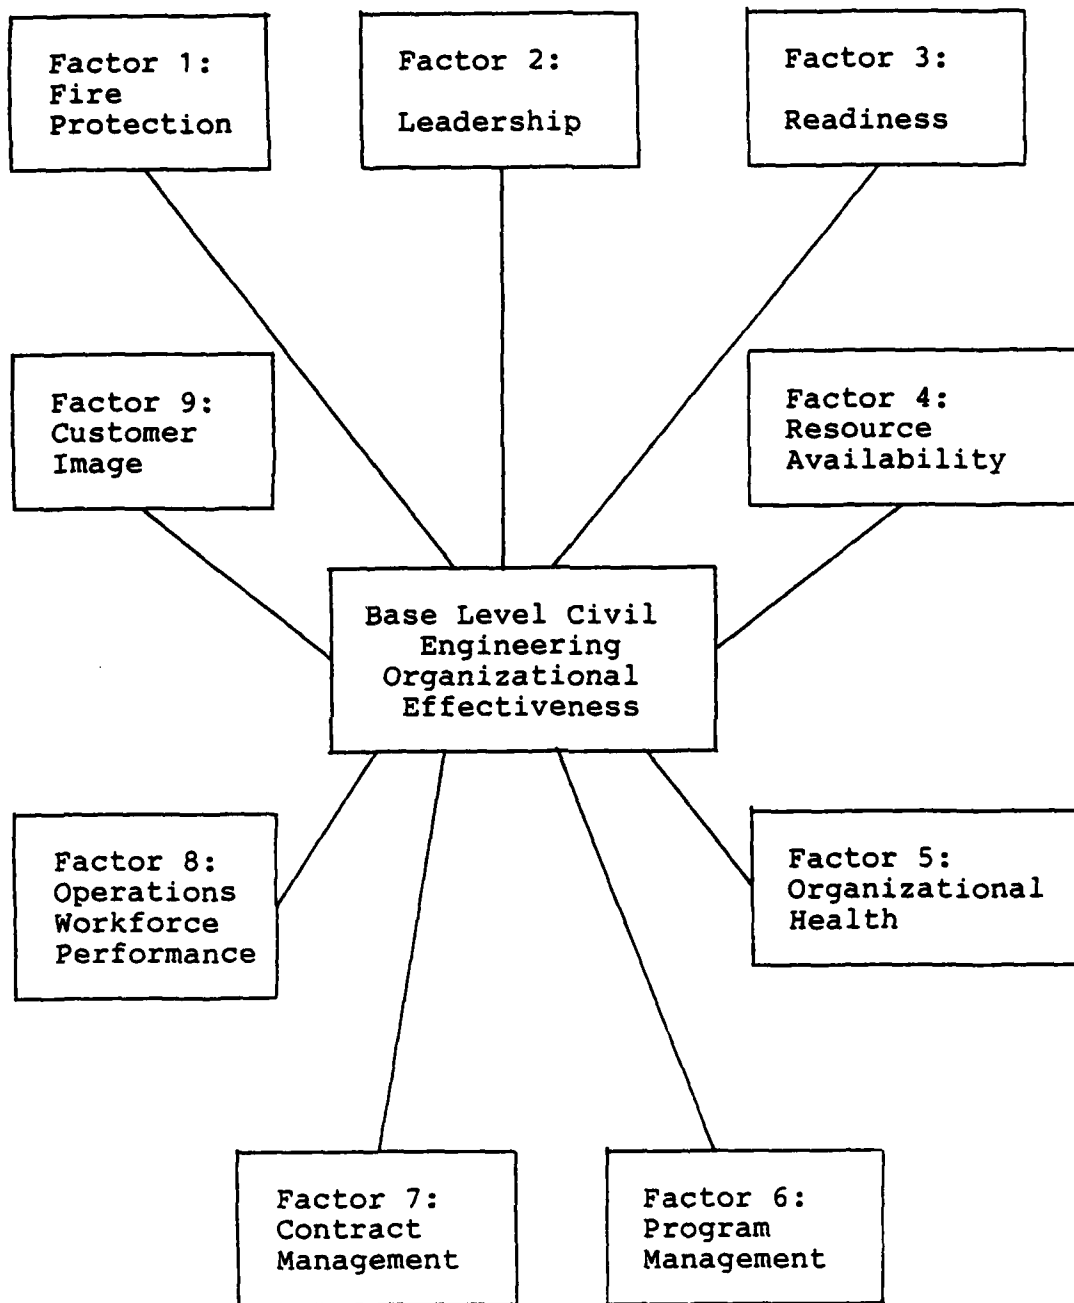 Factor 1:
Fire
Protection
Factor 2:
Leadership
Factor 3:
Readiness
Factor 9:
Customer
Image
Factor 4:
Resource
Availability
Base Level Civil
Engineering
Organizational
Effectiveness
Factor 8:
Operations
Workforce
Performance
Factor 5:
Organizational
Health
Factor 7:
Contract
Management
Factor 6:
Program
Management